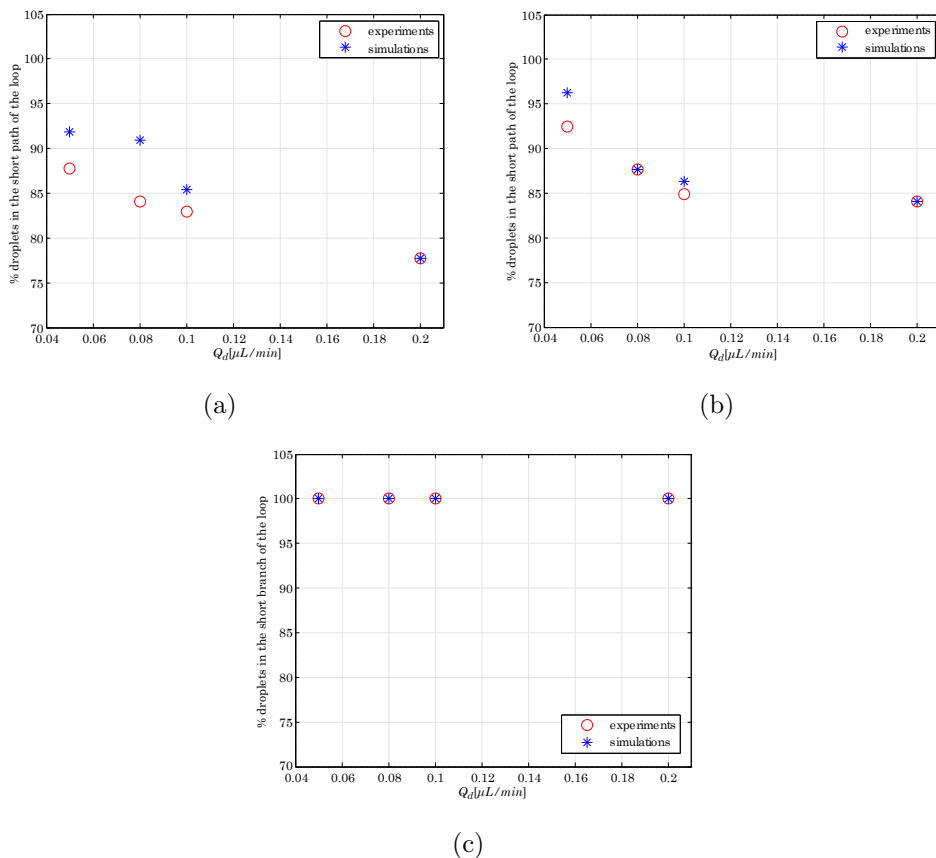 105
100
95
90
85
80
75
70
% droplets in the short path of the loop
experiments
simulations
0.04 0.06 0.08 0.1 0.12 0.14 0.16 0.18 0.2
Q_d[μL/min]
(a)
105
100
95
90
85
80
75
70
% droplets in the short path of the loop
experiments
simulations
0.04 0.06 0.08 0.1 0.12 0.14 0.16 0.18 0.2
Q_d[μL/min]
(b)
105
100
95
90
85
80
75
70
% droplets in the short branch of the loop
experiments
simulations
0.04 0.06 0.08 0.1 0.12 0.14 0.16 0.18 0.2
Q_d[μL/min]
(c)